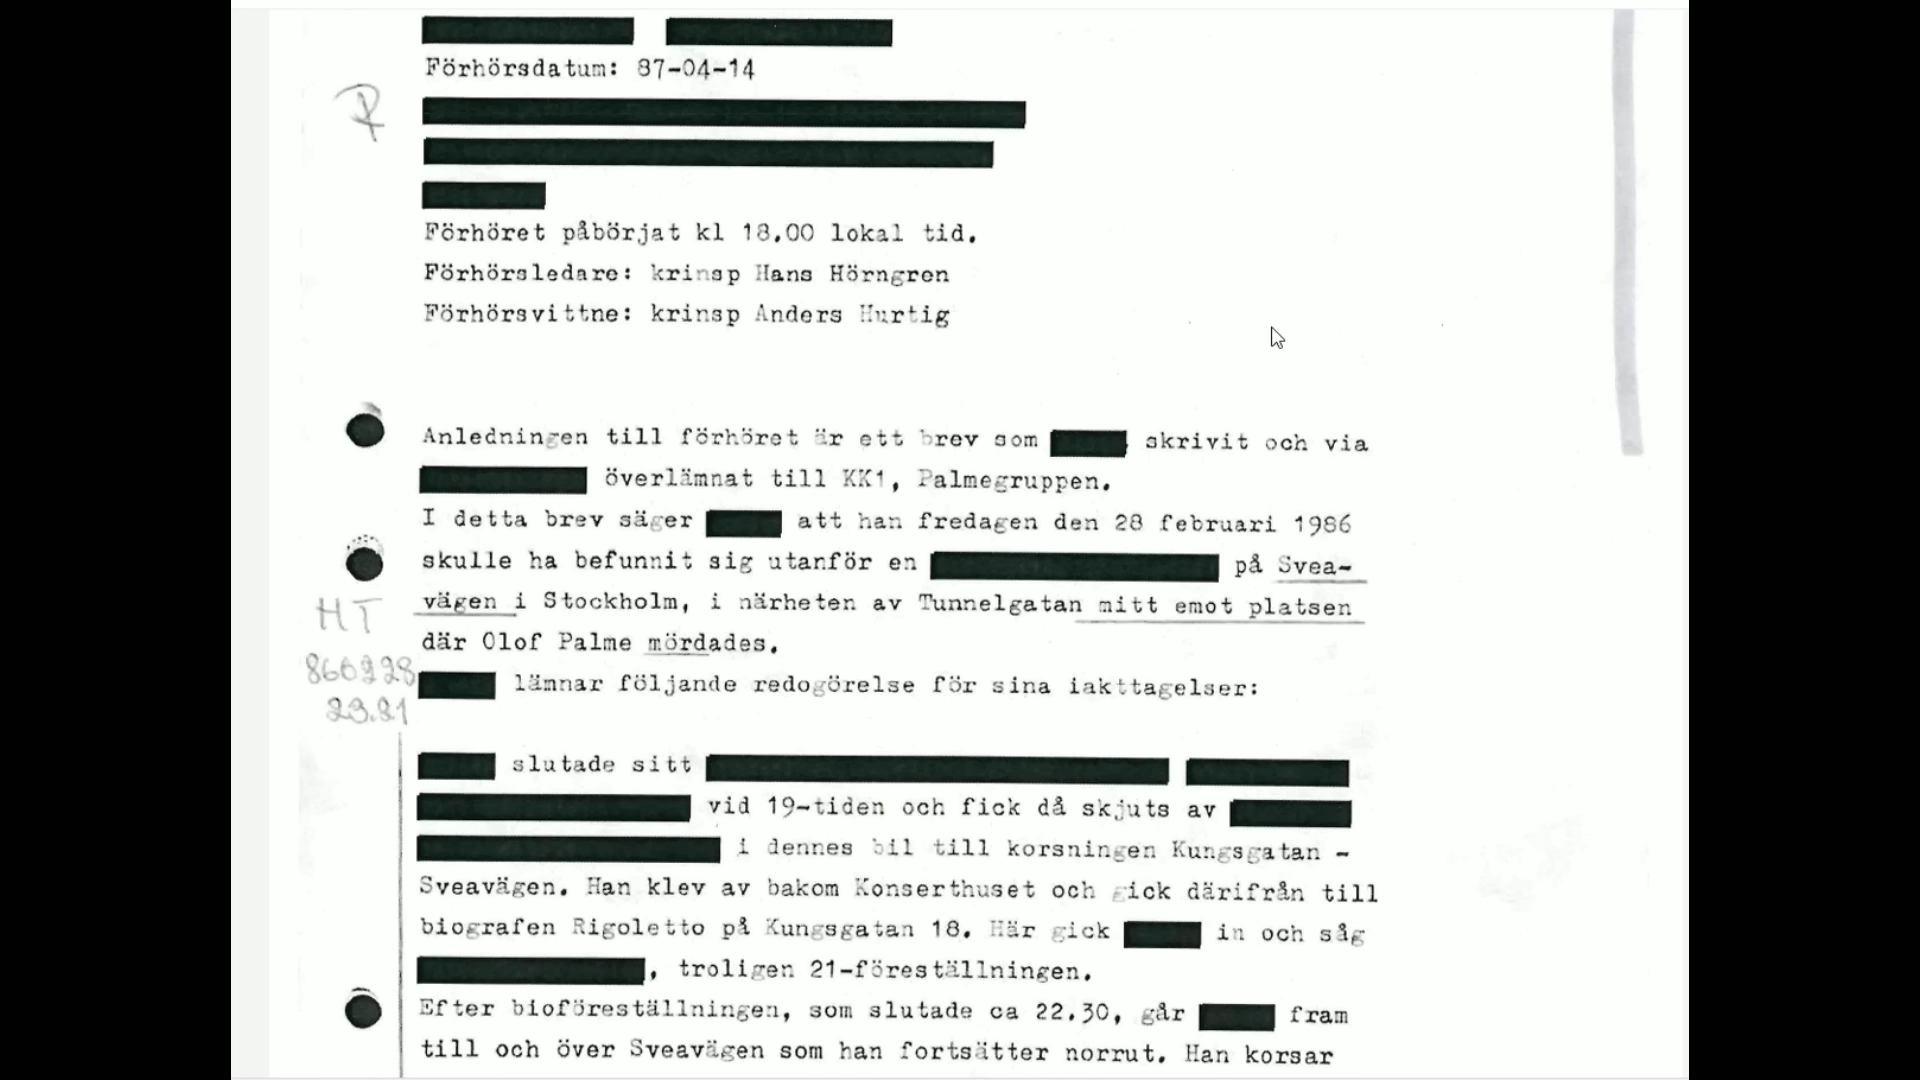 Förhörsdatum: 87-04-14
Förhöret påbörjat kl 18.00 lokal tid.
Förhörsledare: krinsp Hans Hörngren
Förhörsvittne: krinsp Anders Hurtig
Anledningen till förhöret är ett brev som skrivit och via
överlämnat till KK1, Palmegruppen.
I detta brev säger att han fredagen den 28 februari 1986
skulle ha befunnit sig utanför en på Svea-
vägen i Stockholm, i närheten av Tunnelgatan mitt emot platsen
HT
där Olof Palme mördades.
860228
lämnar följande redogörelse för sina iakttagelser:
23.21
slutade sitt
vid 19-tiden och fick då skjuts av
i dennes bil till korsningen Kungsgatan -
Sveavägen. Han klev av bakom Konserthuset och gick därifrån till
biografen Rigoletto på Kungsgatan 18. Här gick in och såg
, troligen 21-föreställningen.
Efter bioföreställningen, som slutade ca 22.30, går fram
till och över Sveavägen som han fortsätter norrut. Han korsar